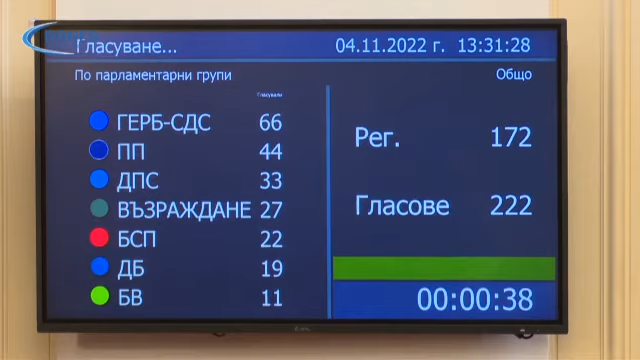 Гласуване...
04.11.2022 г. 13:31:28
По парламентарни групи
Общо
Гласували
ГЕРБ-СДС 66
ПП 44
ДПС 33
ВЪЗРАЖДАНЕ 27
БСП 22
ДБ 19
БВ 11
Рег. 172
Гласове 222
00:00:38